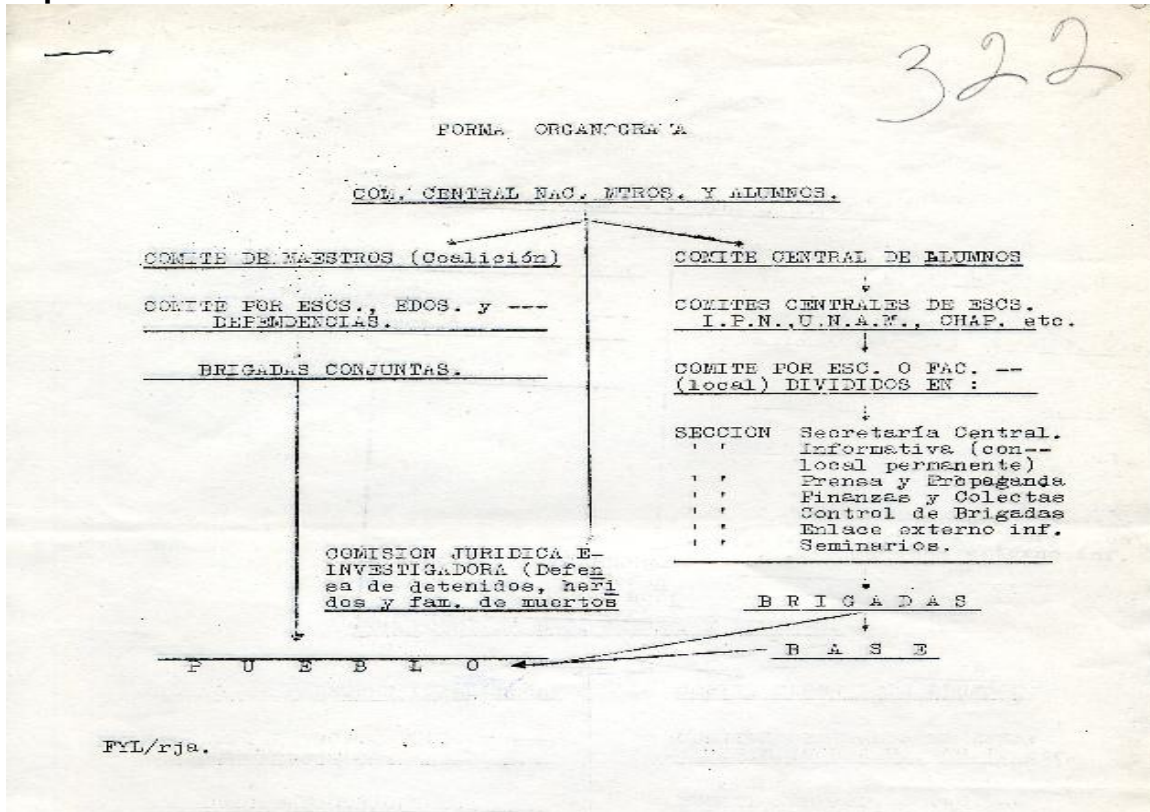 322
FORMA ORGANOGRAMA
COM. CENTRAL NAC. MTROS. Y ALUMNOS.
COMITE DE MAESTROS (Coalición)
COMITE POR ESCS., EDOS. y ---
DEPENDENCIAS.
BRIGADAS CONJUNTAS.
COMISION JURIDICA E-
INVESTIGADORA (Defen
sa de detenidos, heri
dos y fam. de muertos
COMITE CENTRAL DE ALUMNOS
COMITES CENTRALES DE ESCS.
I.P.N.,U.N.A.M., CHAP. etc.
COMITE POR ESC. O FAC. --
(local) DIVIDIDOS EN :
SECCION Secretaría Central.
' ' Informativa (con--
local permanente)
' ' Prensa y Propaganda
' ' Finanzas y Colectas
' ' Control de Brigadas
' ' Enlace externo inf.
' ' Seminarios.
B R I G A D A S
B A S E
P U E B L O
FYL/rja.